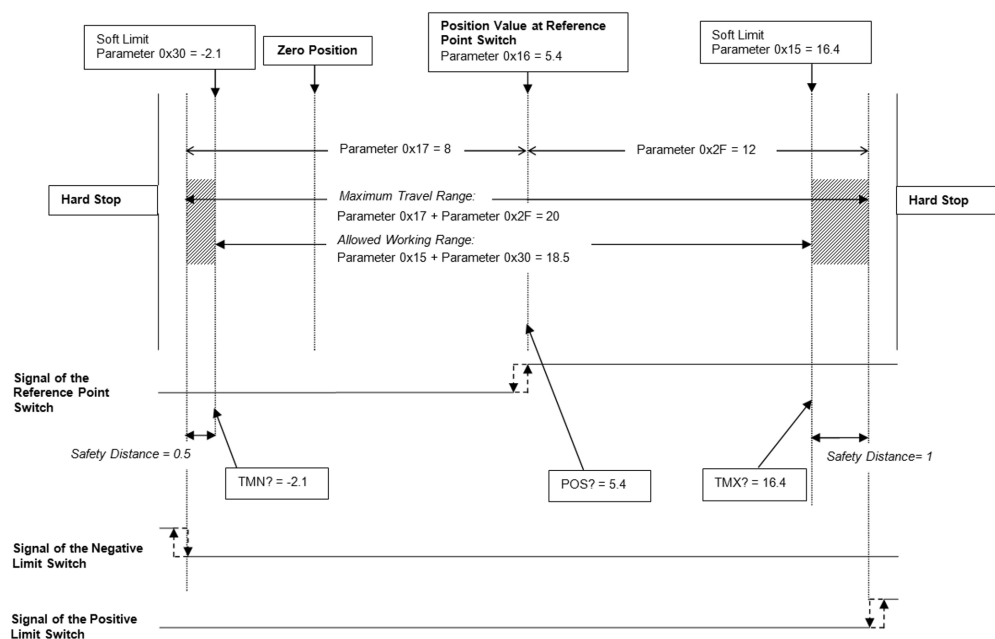 Soft Limit
Parameter 0x30 = -2.1
Zero Position
Position Value at Reference
Point Switch
Parameter 0x16 = 5.4
Soft Limit
Parameter 0x15 = 16.4
Parameter 0x17 = 8
Parameter 0x2F = 12
Hard Stop
Maximum Travel Range:
Parameter 0x17 + Parameter 0x2F = 20
Hard Stop
Allowed Working Range:
Parameter 0x15 + Parameter 0x30 = 18.5
Signal of the
Reference Point
Switch
Safety Distance = 0.5
Safety Distance= 1
TMN? = -2.1
POS? = 5.4
TMX? = 16.4
Signal of the Negative
Limit Switch
Signal of the Positive
Limit Switch